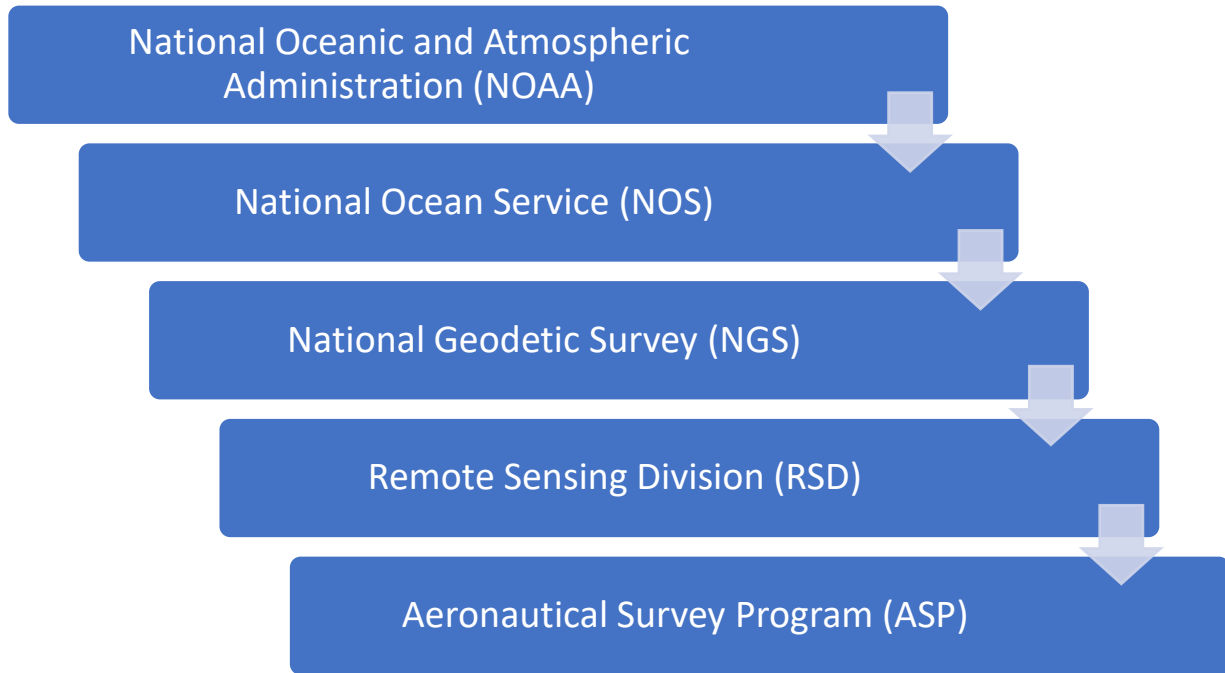 National Oceanic and Atmospheric
Administration (NOAA)
National Ocean Service (NOS)
National Geodetic Survey (NGS)
Remote Sensing Division (RSD)
Aeronautical Survey Program (ASP)